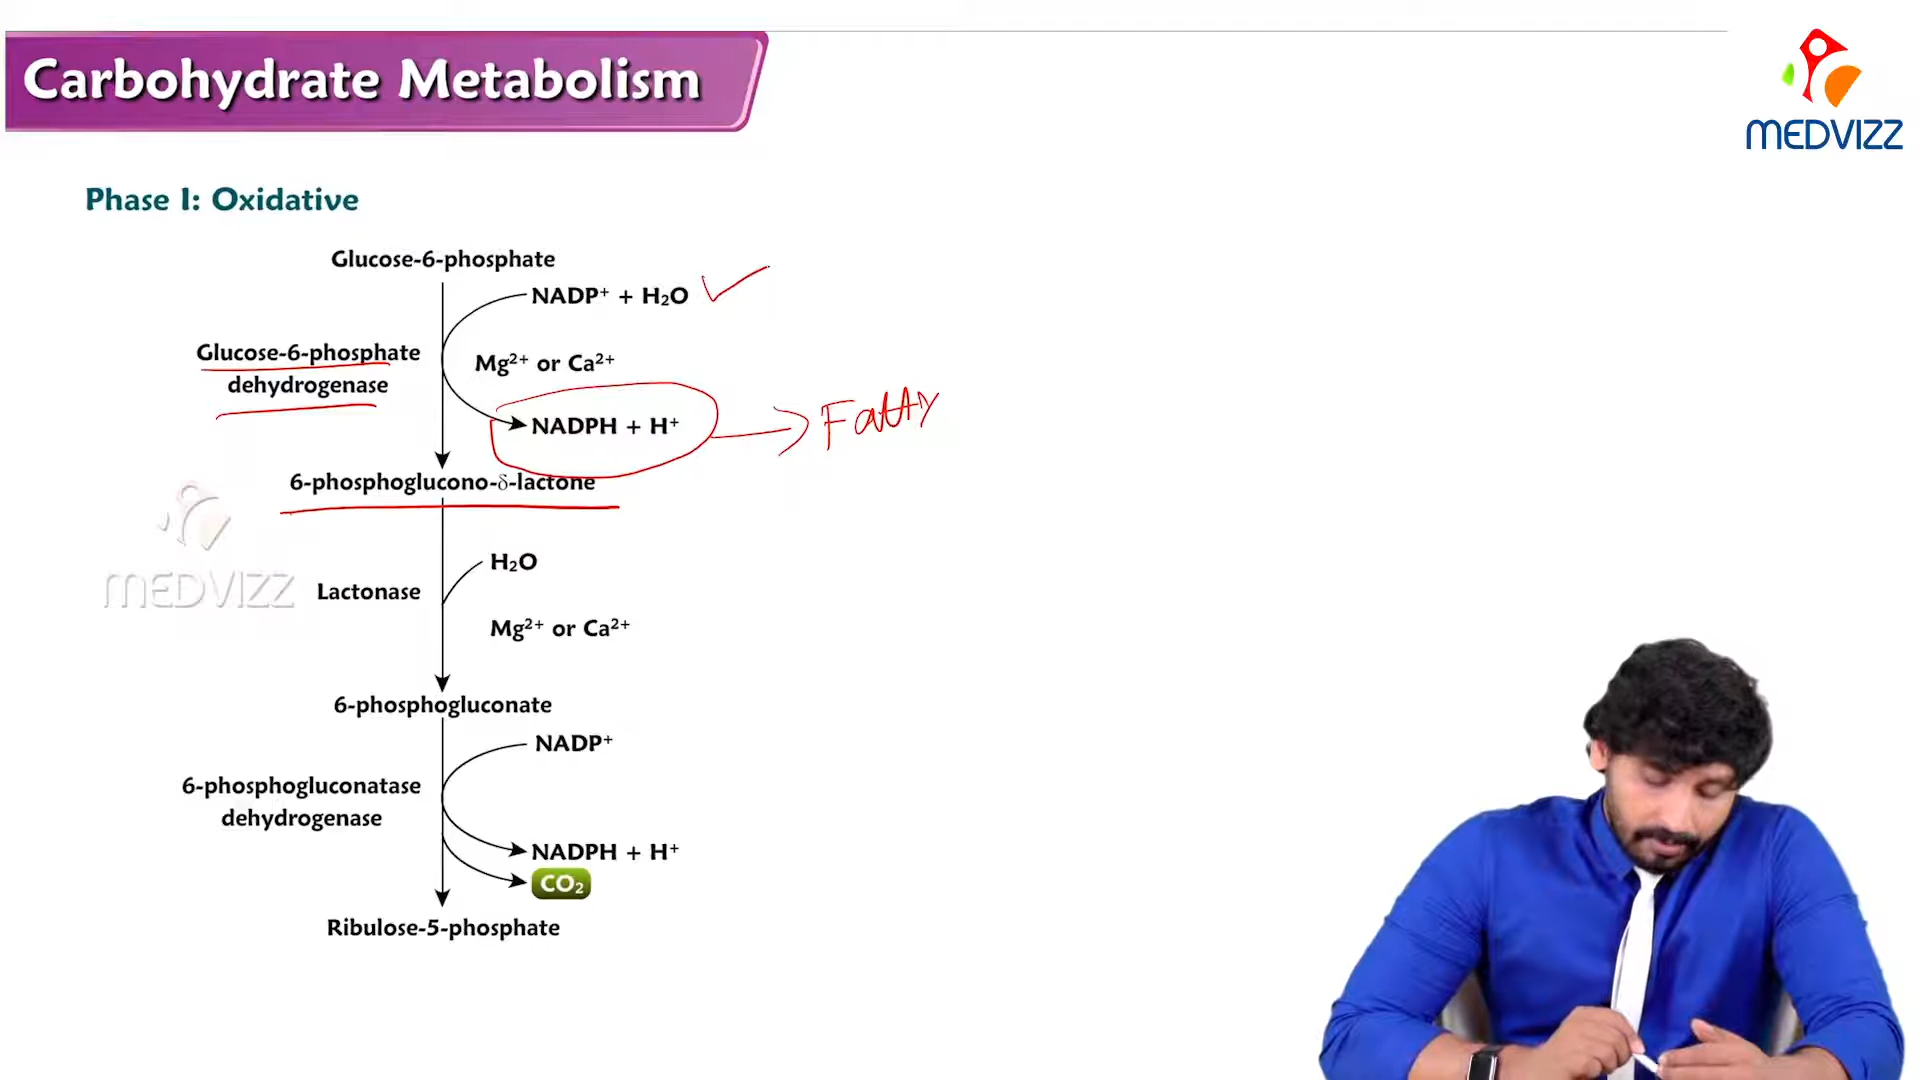 Carbohydrate Metabolism
MEDVIZZ
Phase I: Oxidative
Glucose-6-phosphate
NADP⁺ + H₂O
Glucose-6-phosphate
dehydrogenase
Mg²⁺ or Ca²⁺
NADPH + H⁺
Fatty
6-phosphoglucono-δ-lactone
MEDVIZZ
Lactonase
H₂O
Mg²⁺ or Ca²⁺
6-phosphogluconate
NADP⁺
6-phosphogluconatase
dehydrogenase
NADPH + H⁺
CO₂
Ribulose-5-phosphate